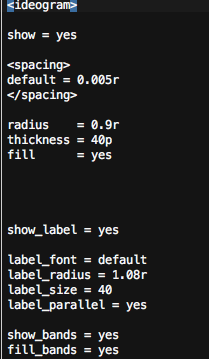 <ideogram>
show = yes
<spacing>
default = 0.005r
</spacing>
radius    = 0.9r
thickness = 40p
fill      = yes
show_label = yes
label_font = default
label_radius = 1.08r
label_size = 40
label_parallel = yes
show_bands = yes
fill_bands = yes